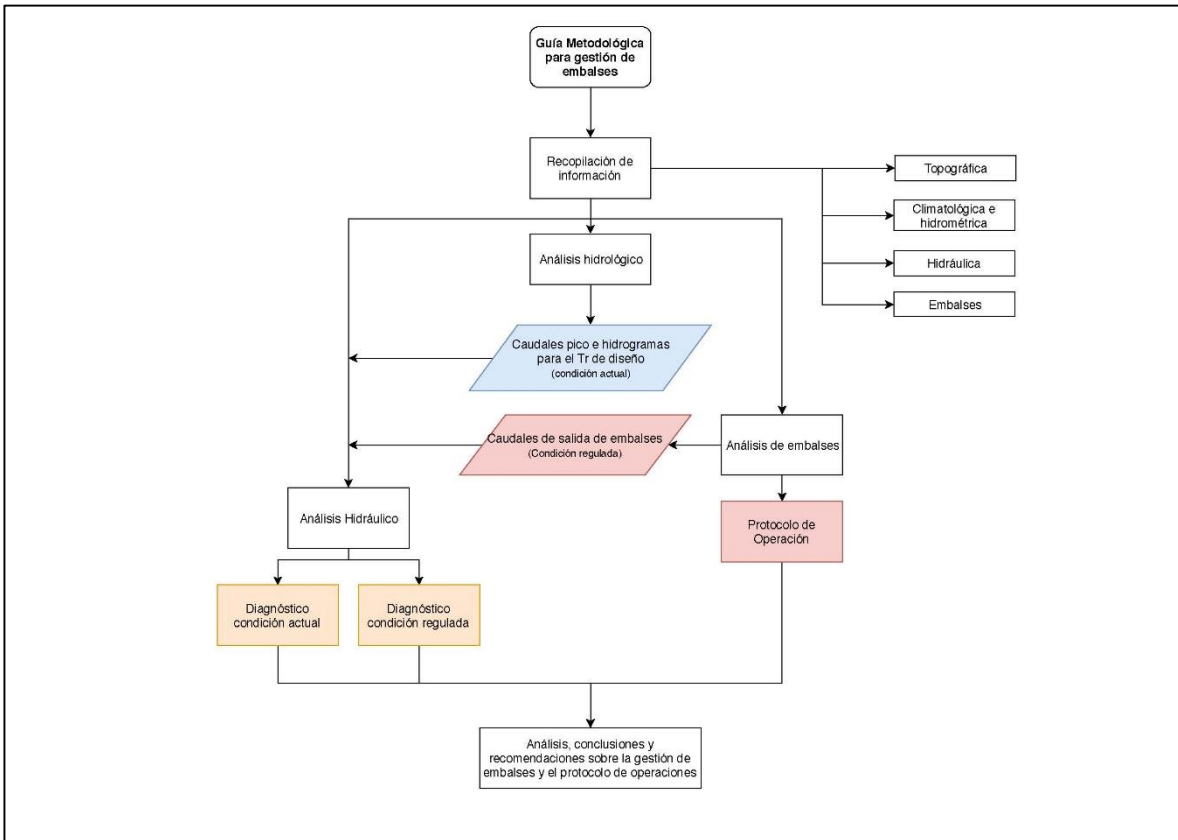 Guía Metodológica
para gestión de
embalses
Recopilación de
información
Topográfica
Climatológica e
hidrométrica
Hidráulica
Embalses
Análisis hidrológico
Caudales pico e hidrogramas
para el Tr de diseño
(condición actual)
Caudales de salida de embalses
(Condición regulada)
Análisis de embalses
Análisis Hidráulico
Protocolo de
Operación
Diagnóstico
condición actual
Diagnóstico
condición regulada
Análisis, conclusiones y
recomendaciones sobre la gestión de
embalses y el protocolo de operaciones